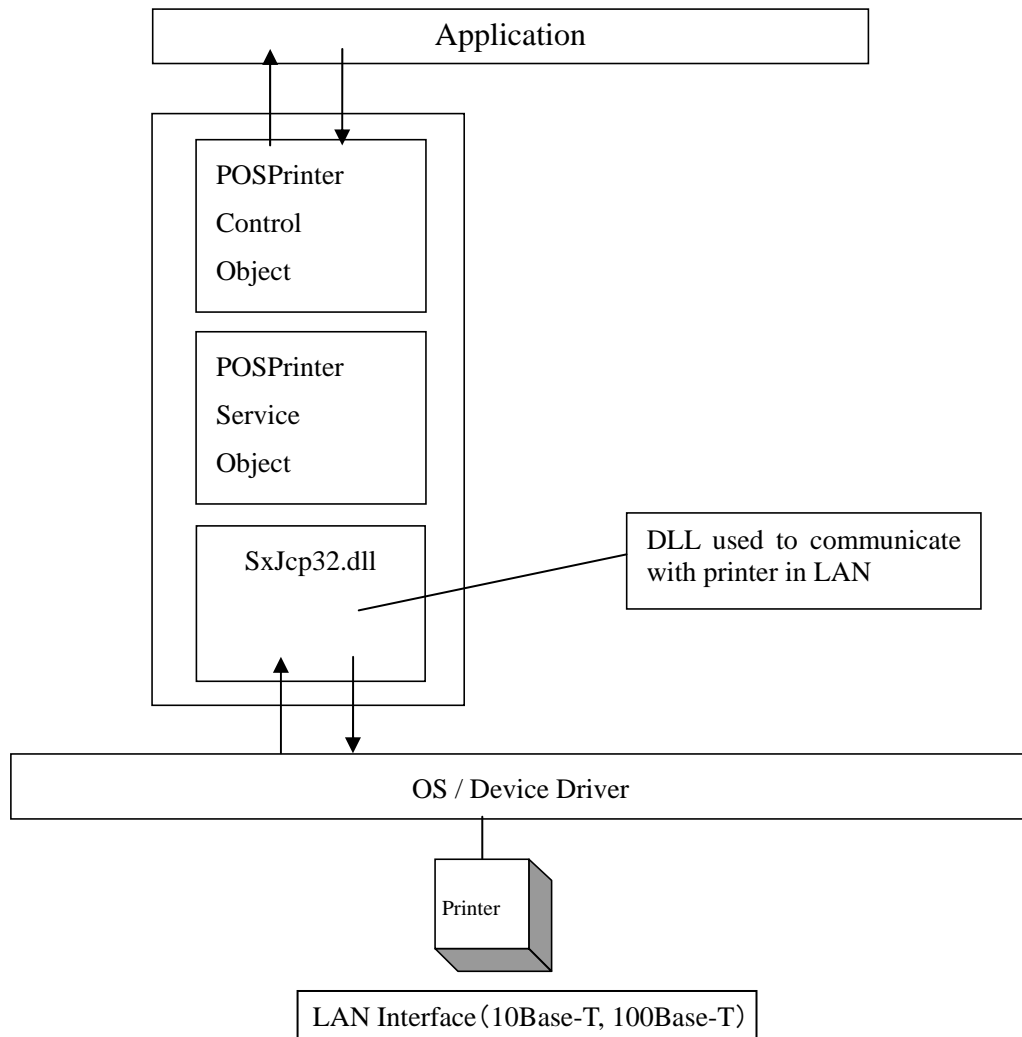 Application
POSPrinter
Control
Object
POSPrinter
Service
Object
SxJcp32.dll
DLL used to communicate
with printer in LAN
OS / Device Driver
Printer
LAN Interface（10Base-T, 100Base-T）